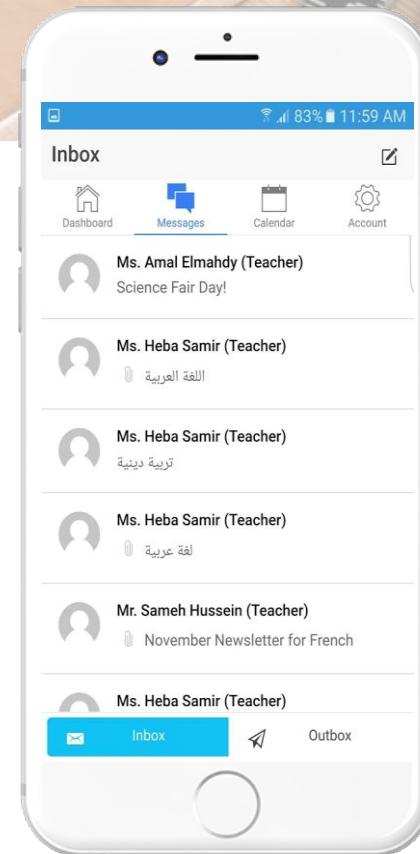 83% 11:59 AM
Inbox
Dashboard Messages Calendar Account
Ms. Amal Elmahdy (Teacher)
Science Fair Day!
Ms. Heba Samir (Teacher)
اللغة العربية
Ms. Heba Samir (Teacher)
تربية دينية
Ms. Heba Samir (Teacher)
لغة عربية
Mr. Sameh Hussein (Teacher)
November Newsletter for French
Ms. Heba Samir (Teacher)
Inbox Outbox